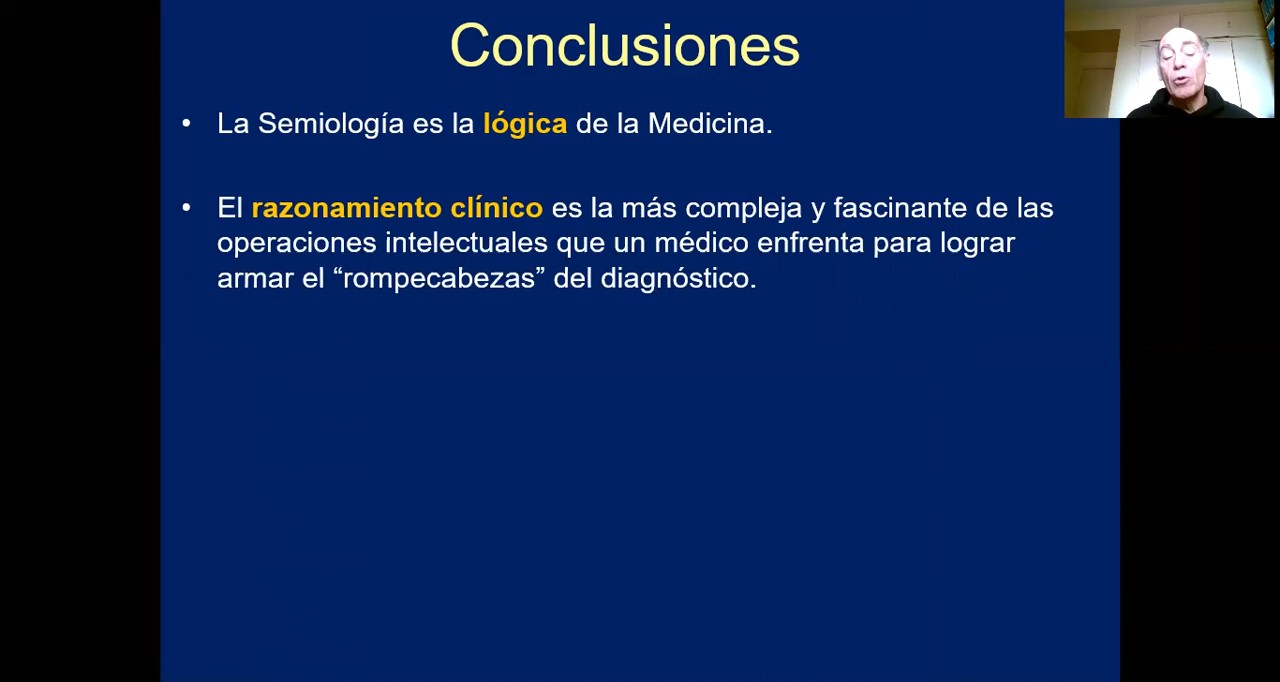 Conclusiones
• La Semiología es la lógica de la Medicina.
• El razonamiento clínico es la más compleja y fascinante de las
operaciones intelectuales que un médico enfrenta para lograr
armar el “rompecabezas” del diagnóstico.